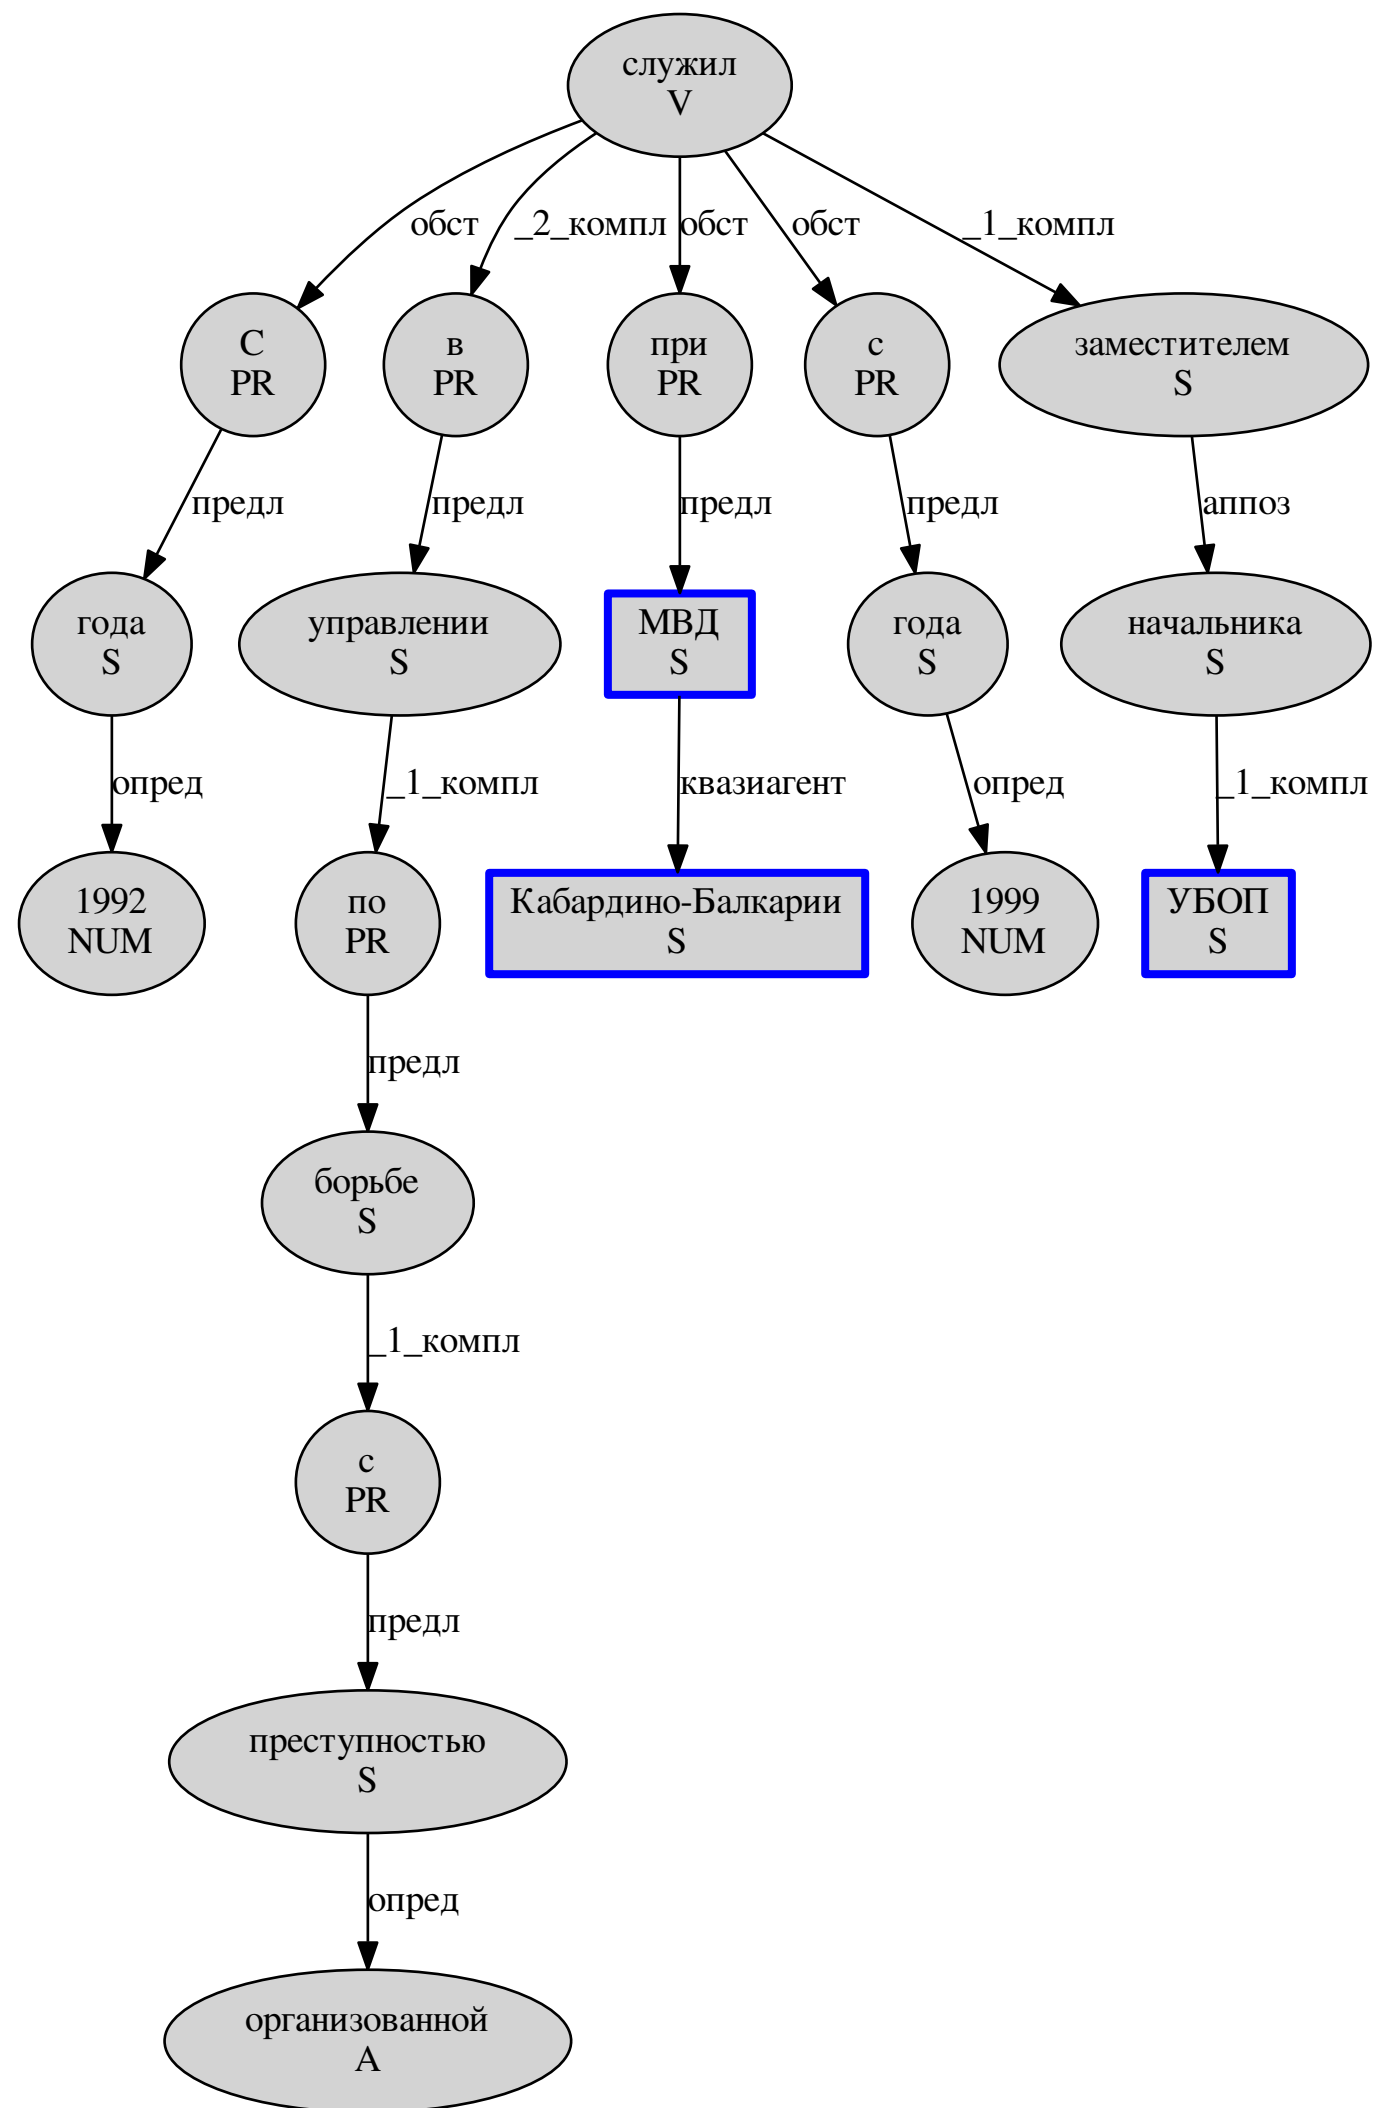 служил
V
обст
_2_компл
обст
обст
_1_компл
С
PR
в
PR
при
PR
с
PR
заместителем
S
предл
предл
предл
предл
аппоз
года
S
управлении
S
МВД
S
года
S
начальника
S
опред
_1_компл
квазиагент
опред
_1_компл
1992
NUM
по
PR
Кабардино-Балкарии
S
1999
NUM
УБОП
S
предл
борьбе
S
_1_компл
с
PR
предл
преступностью
S
опред
организованной
A